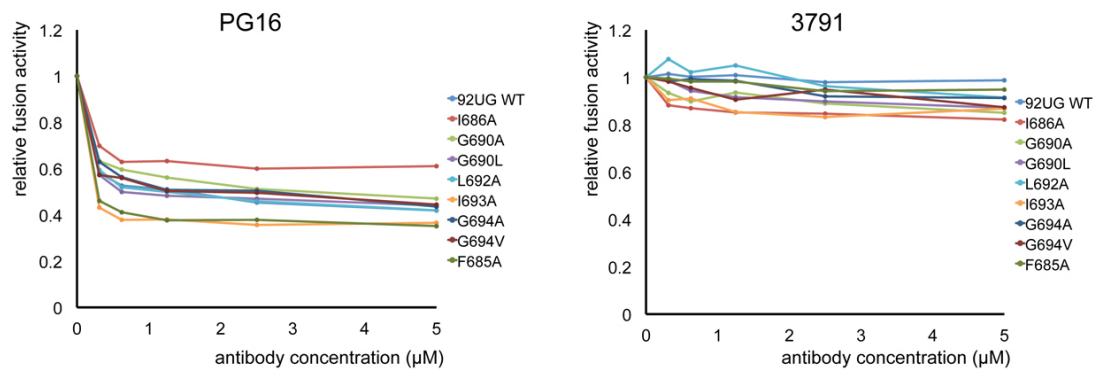 PG16
relative fusion activity
1.2
1
0.8
0.6
0.4
0.2
0
0 1 2 3 4 5
antibody concentration (µM)
92UG WT
I686A
G690A
G690L
L692A
I693A
G694A
G694V
F685A
3791
relative fusion activity
1.2
1
0.8
0.6
0.4
0.2
0
0 1 2 3 4 5
antibody concentration (µM)
92UG WT
I686A
G690A
G690L
L692A
I693A
G694A
G694V
F685A